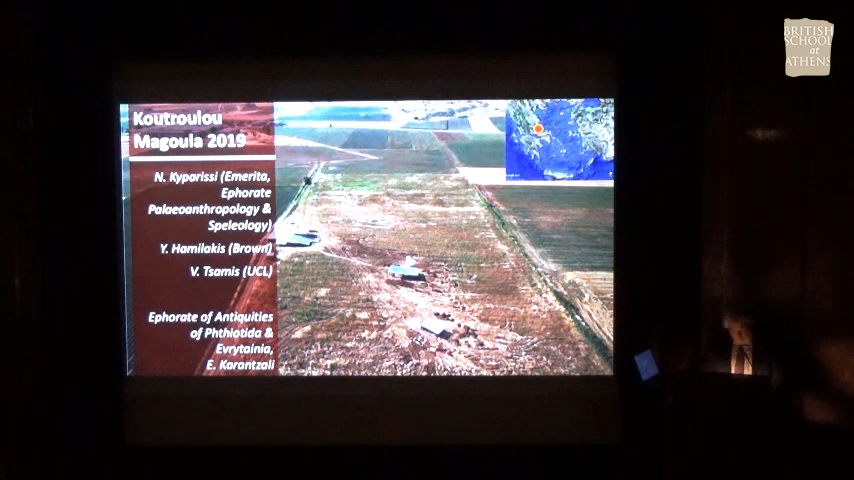 BRITISH
SCHOOL
at
ATHENS
Koutroulou
Magoula 2019
N. Kyparissi (Emerita,
Ephorate
Palaeoanthropology &
Speleology)
Y. Hamilakis (Brown)
V. Tsamis (UCL)
Ephorate of Antiquities
of Phthiotida &
Evrytainia,
E. Karantzali